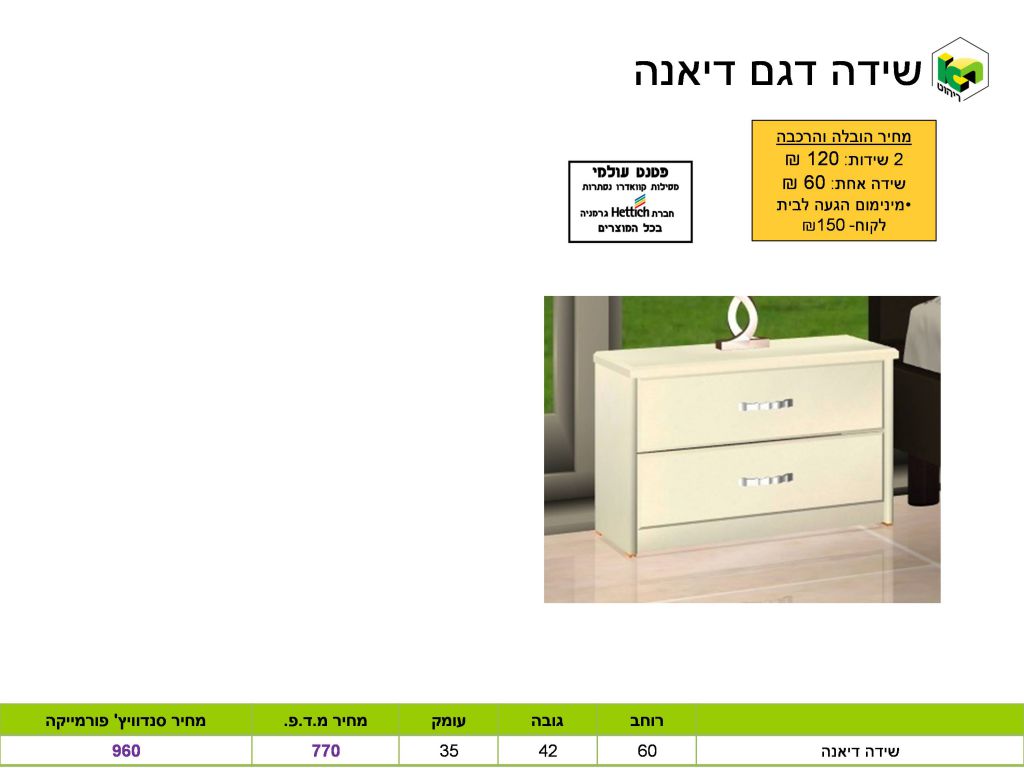 שידה דגם דיאנה
ריהוט
מחיר הובלה והרכבה
2 שידות: 120 ₪
שידה אחת: 60 ₪
•מינימום הגעה לבית
לקוח- 150₪
פטנט עולמי
מסילות קוואדרו נסתרות
חברת Hettich גרמניה
בכל המוצרים
רוחב גובה עומק מחיר מ.ד.פ. מחיר סנדוויץ' פורמייקה
שידה דיאנה 60 42 35 770 960